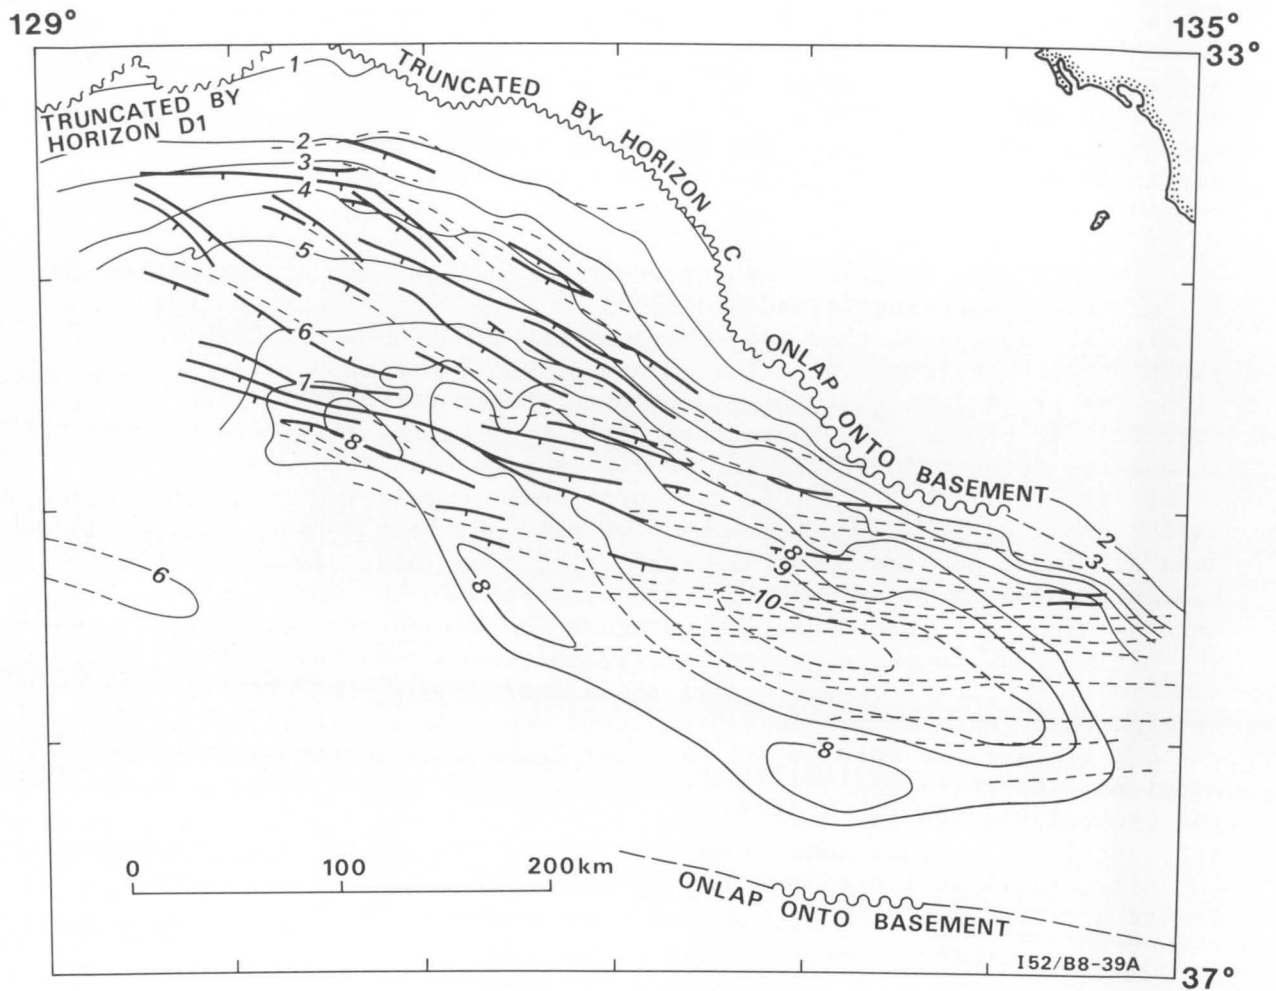 129°
135°
33°
1
TRUNCATED BY HORIZON C
TRUNCATED BY
HORIZON D1
2
3
4
5
6
7
8
ONLAP ONTO BASEMENT
2
3
8
9
10
6
8
8
0 100 200km
ONLAP ONTO BASEMENT
I52/B8-39A
37°